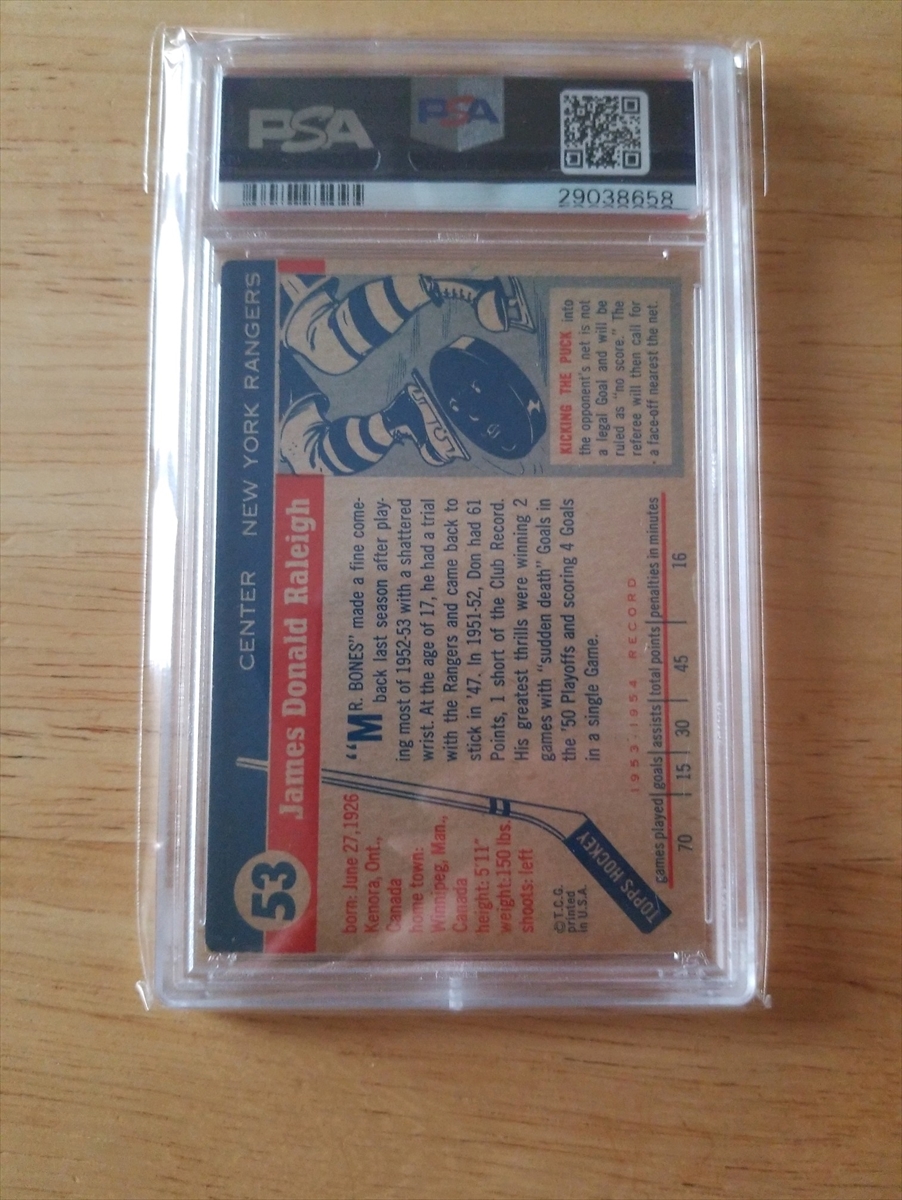 PSA
PSA
29038658
53
CENTER NEW YORK RANGERS
James Donald Raleigh
born: June 27, 1926
Kenora, Ont.,
Canada
home town:
Winnipeg, Man.,
Canada
height: 5'11"
weight: 150 lbs.
shoots: left
© T.C.G.
printed
in U.S.A.
TOPPS HOCKEY
"MR. BONES" made a fine come-
back last season after play-
ing most of 1952-53 with a shattered
wrist. At the age of 17, he had a trial
with the Rangers and came back to
stick in '47. In 1951-52, Don had 61
Points, 1 short of the Club Record.
His greatest thrills were winning 2
games with "sudden death" Goals in
the '50 Playoffs and scoring 4 Goals
in a single Game.
KICKING THE PUCK into
the opponent's net is not
a legal Goal and will be
ruled as "no score." The
referee will then call for
a face-off nearest the net.
1953-1954 RECORD
games played goals assists total points penalties in minutes
70 15 30 45 16